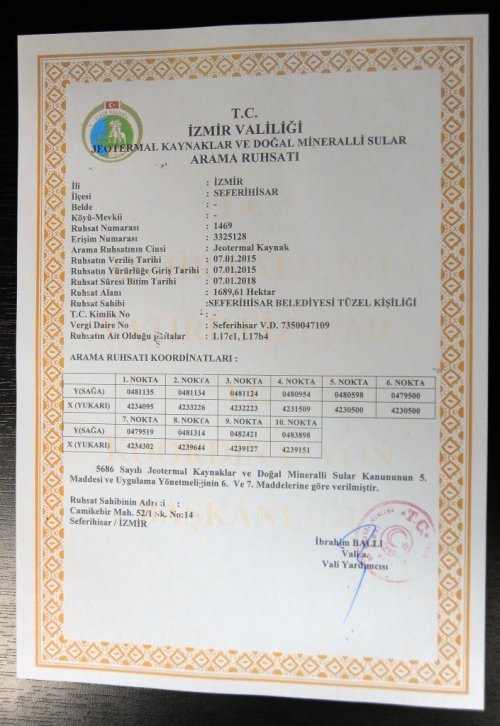 T.C.
İZMİR VALİLİĞİ
JEOTERMAL KAYNAKLAR VE DOĞAL MİNERALLİ SULAR
ARAMA RUHSATI
İli : İZMİR
İlçesi : SEFERİHİSAR
Belde : -
Köyü-Mevkii : -
Ruhsat Numarası : 1469
Erişim Numarası : 3325128
Arama Ruhsatının Cinsi : Jeotermal Kaynak
Ruhsatın Veriliş Tarihi : 07.01.2015
Ruhsatın Yürürlüğe Giriş Tarihi : 07.01.2015
Ruhsat Süresi Bitim Tarihi : 07.01.2018
Ruhsat Alanı : 1689,61 Hektar
Ruhsat Sahibi :SEFERİHİSAR BELEDİYESİ TÜZEL KİŞİLİĞİ
T.C. Kimlik No : -
Vergi Daire No : Seferihisar V.D. 7350047109
Ruhsatın Ait Olduğu Paftalar : L17c1, L17b4
ARAMA RUHSATI KOORDİNATLARI :
1. NOKTA 2. NOKTA 3. NOKTA 4. NOKTA 5. NOKTA 6. NOKTA
Y(SAĞA) 0481135 0481134 0481124 0480954 0480598 0479500
X (YUKARI) 4234095 4233226 4232223 4231509 4230500 4230500
7. NOKTA 8. NOKTA 9. NOKTA 10. NOKTA
Y(SAĞA) 0479519 0481314 0482421 0483898
X (YUKARI) 4234302 4239644 4239127 4239151
5686 Sayılı Jeotermal Kaynaklar ve Doğal Mineralli Sular Kanununun 5.
Maddesi ve Uygulama Yönetmeliğinin 6. Ve 7. Maddelerine göre verilmiştir.
Ruhsat Sahibinin Adresi :
Camikebir Mah. 52/1 Sk. No:14
Seferihisar / İZMİR
İbrahim BALLI
Vali a.
Vali Yardımcısı
T.C.